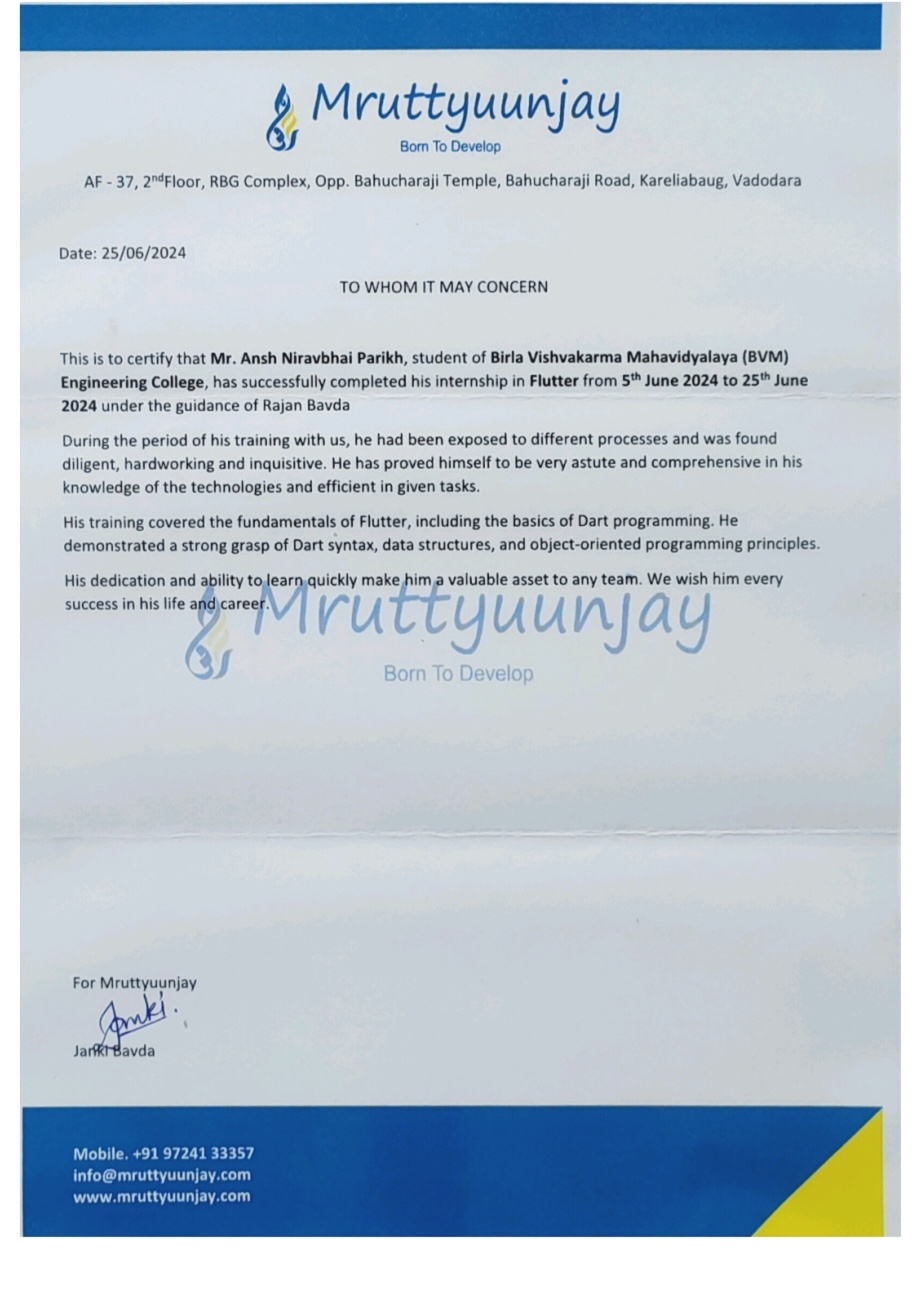 Mruttyuunjay
Born To Develop
AF - 37, 2ndFloor, RBG Complex, Opp. Bahucharaji Temple, Bahucharaji Road, Kareliabaug, Vadodara
Date: 25/06/2024
TO WHOM IT MAY CONCERN
This is to certify that Mr. Ansh Niravbhai Parikh, student of Birla Vishvakarma Mahavidyalaya (BVM)
Engineering College, has successfully completed his internship in Flutter from 5th June 2024 to 25th June
2024 under the guidance of Rajan Bavda
During the period of his training with us, he had been exposed to different processes and was found
diligent, hardworking and inquisitive. He has proved himself to be very astute and comprehensive in his
knowledge of the technologies and efficient in given tasks.
His training covered the fundamentals of Flutter, including the basics of Dart programming. He
demonstrated a strong grasp of Dart syntax, data structures, and object-oriented programming principles.
His dedication and ability to learn quickly make him a valuable asset to any team. We wish him every
success in his life and career.
Mruttyuunjay
Born To Develop
For Mruttyuunjay
Janki.
Janki Bavda
Mobile. +91 97241 33357
info@mruttyuunjay.com
www.mruttyuunjay.com